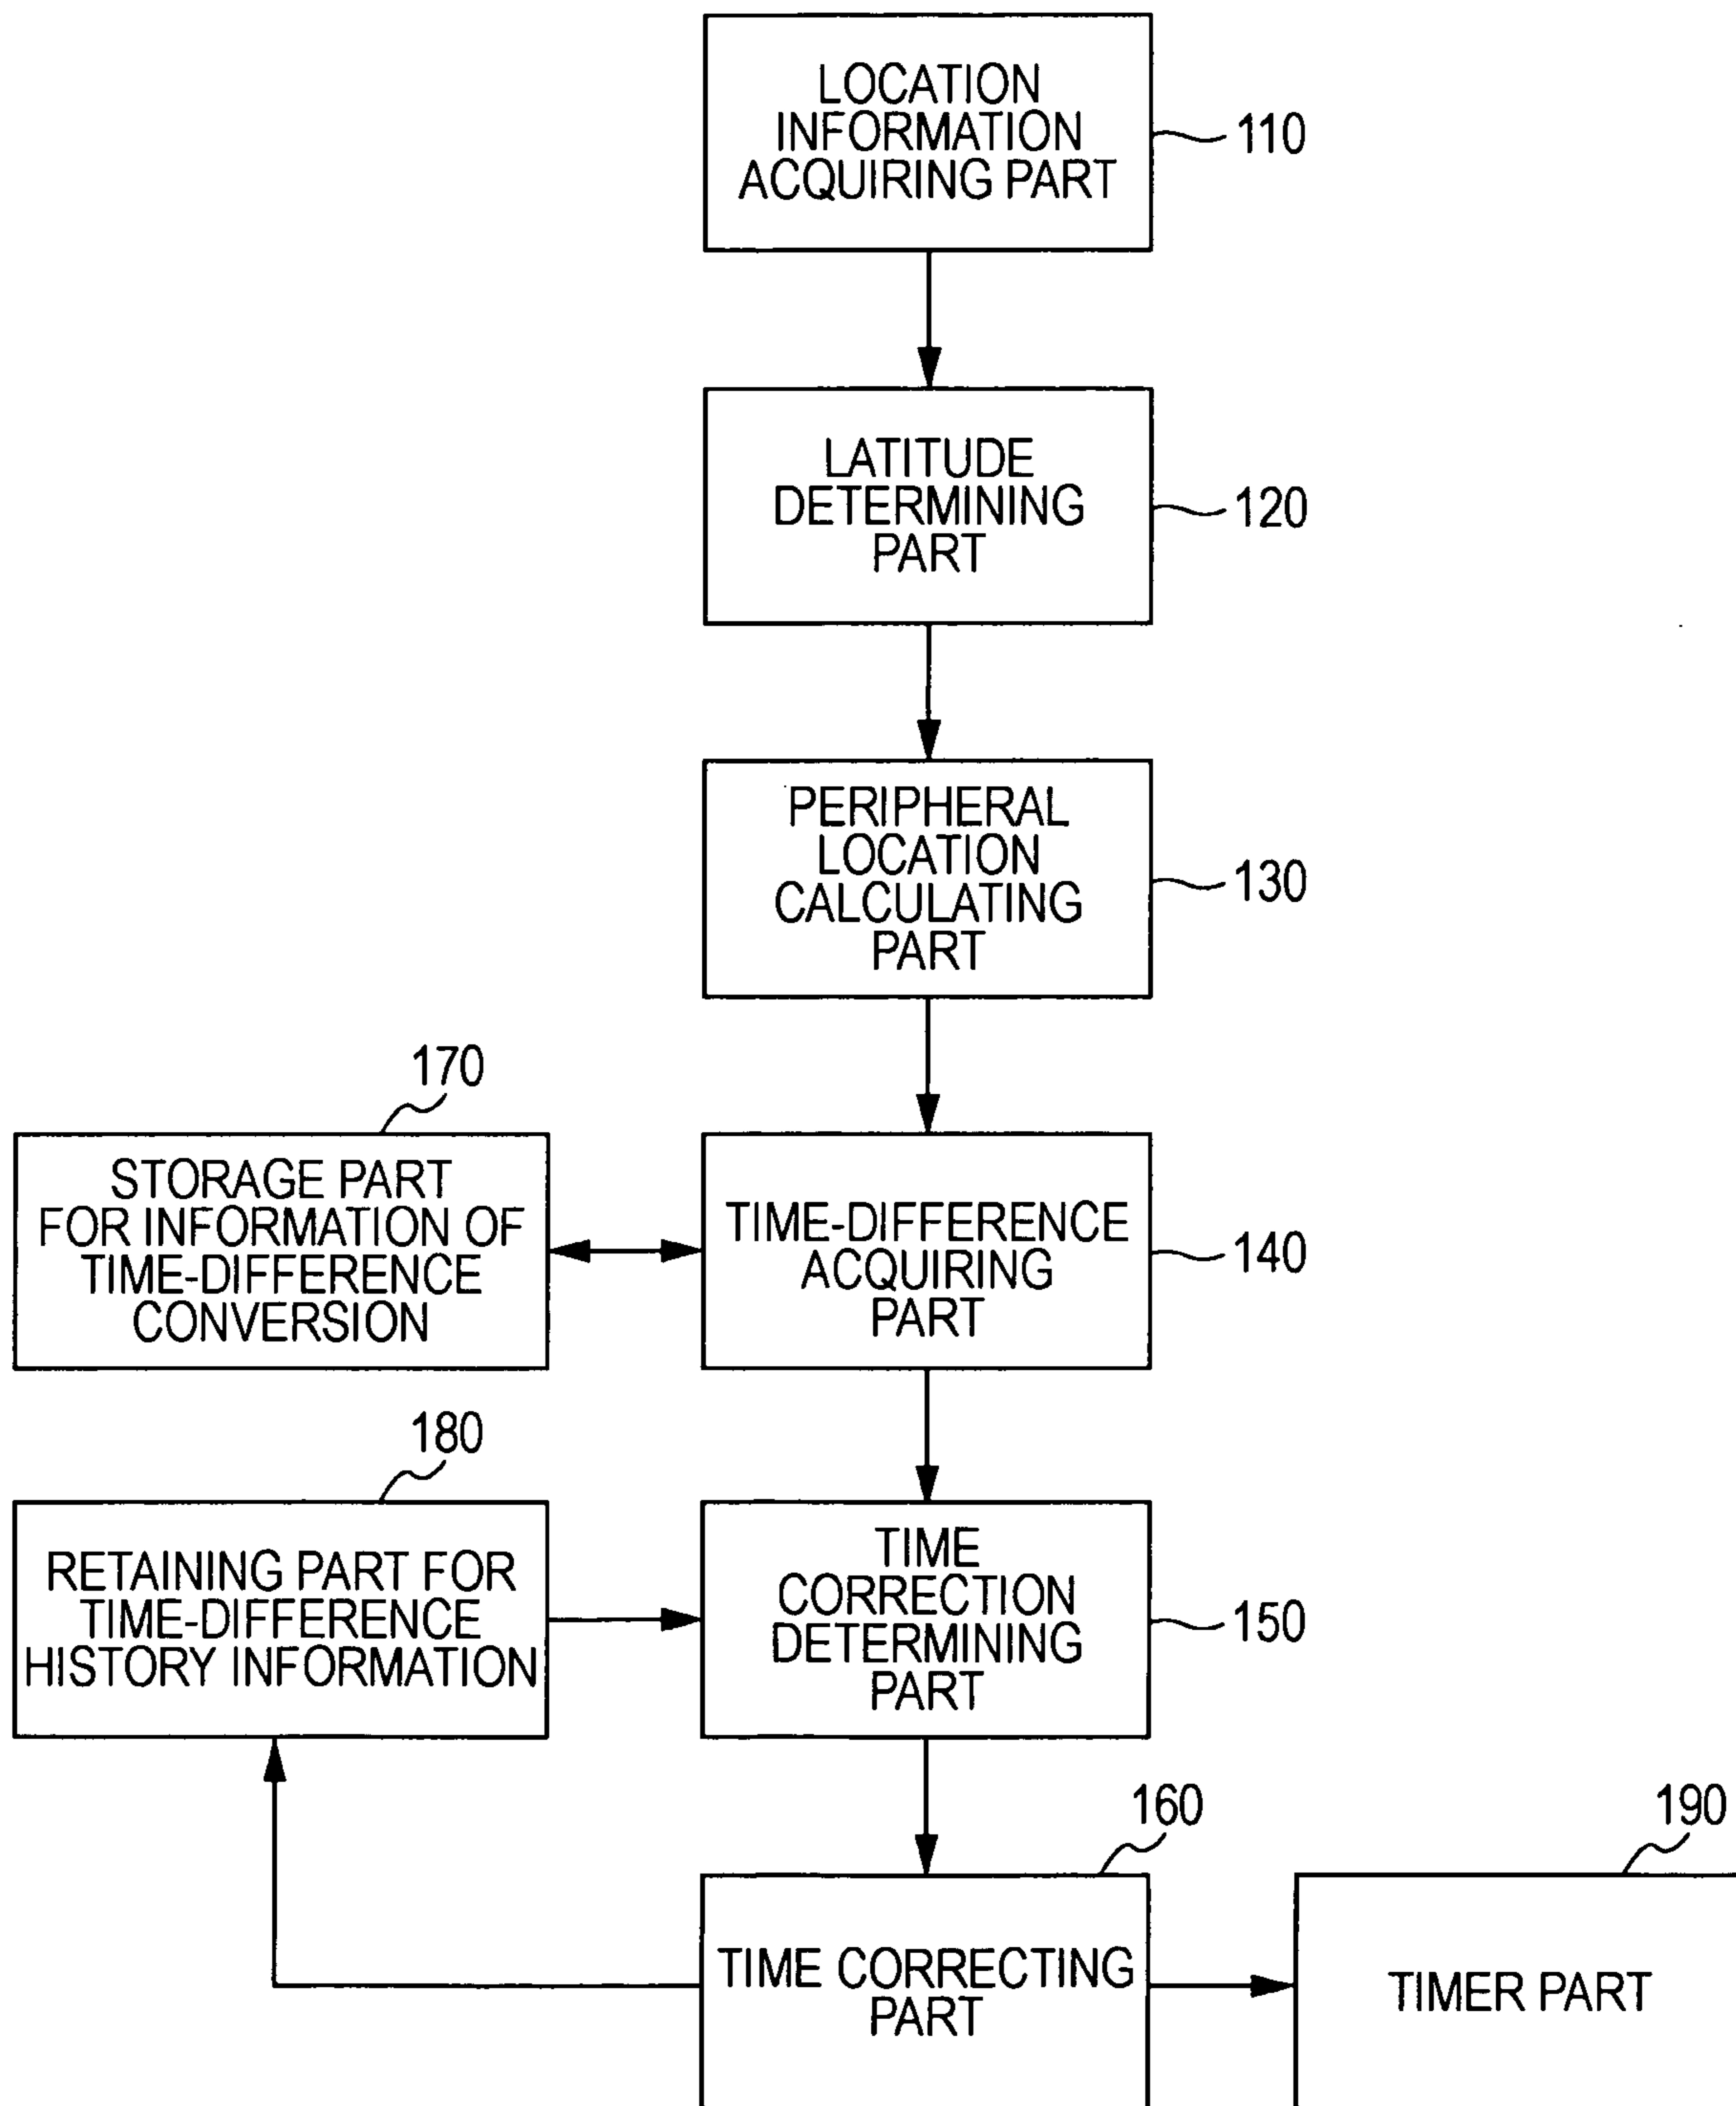 LOCATION
INFORMATION
ACQUIRING PART
110
LATITUDE
DETERMINING
PART
120
PERIPHERAL
LOCATION
CALCULATING
PART
130
170
STORAGE PART
FOR INFORMATION OF
TIME-DIFFERENCE
CONVERSION
TIME-DIFFERENCE
ACQUIRING
PART
140
180
RETAINING PART FOR
TIME-DIFFERENCE
HISTORY INFORMATION
TIME
CORRECTION
DETERMINING
PART
150
160
TIME CORRECTING
PART
190
TIMER PART